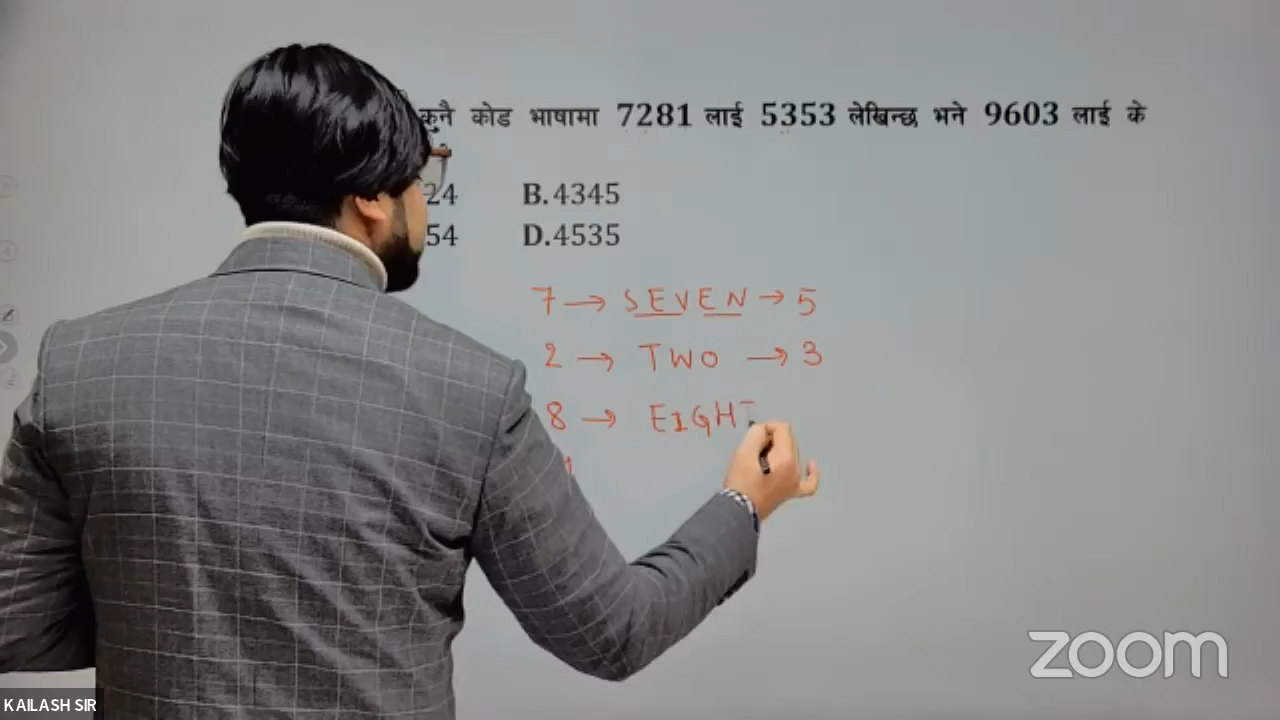 कुनै कोड भाषामा 7281 लाई 5353 लेखिन्छ भने 9603 लाई के
24 B. 4345
54 D. 4535
7 → SEVEN → 5
2 → TWO → 3
8 → EIGHT
1
zoom
KAILASH SIR